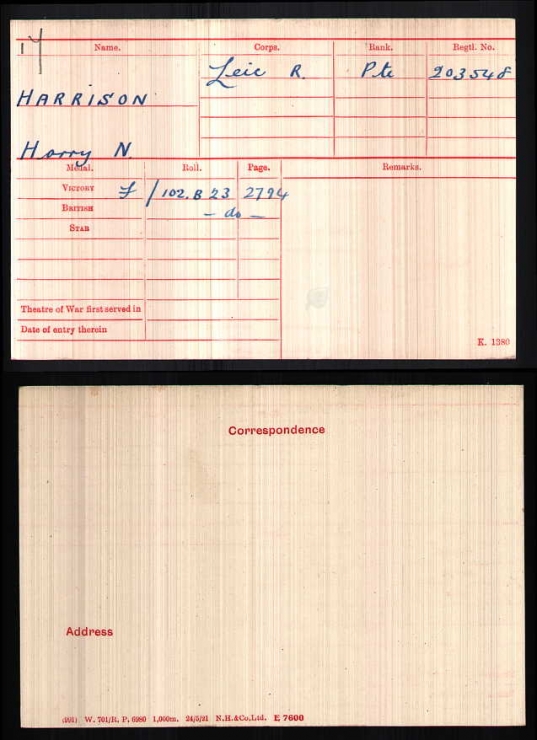 14
Name. Corps. Rank. Regtl. No.
Leic R. Pte 203548
HARRISON
Harry N.
Medal. Roll. Page. Remarks.
VICTORY F/102.B 23 2794
BRITISH — do —
STAR
Theatre of War first served in
Date of entry therein
K. 1380
Correspondence
Address
W. 701/R. P. 6980 1,000m. 24/5/21 N.H.&Co.Ltd. E 7600